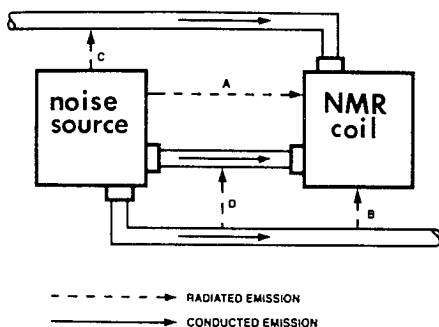 C
A
noise
source
NMR
coil
D
B
RADIATED EMISSION
CONDUCTED EMISSION